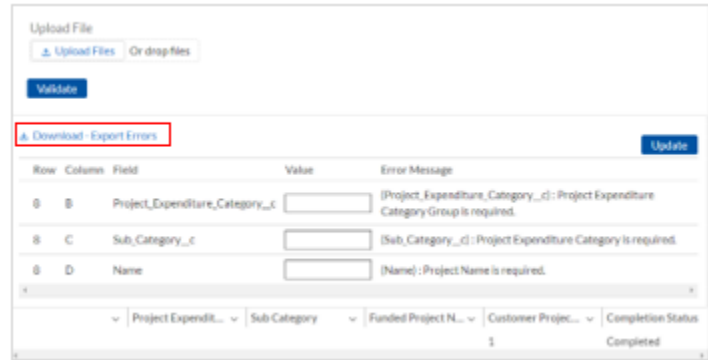 Upload File
Upload Files Or drop files
Validate
Download - Export Errors
Update
Row Column Field Value Error Message
8 B Project_Expenditure_Category__c (Project_Expenditure_Category__c) : Project Expenditure
Category Group is required.
8 C Sub_Category__c (Sub_Category__c) : Project Expenditure Category is required.
8 D Name (Name) : Project Name is required.
Project Expendit... Sub Category Funded Project N... Customer Projec... Completion Status
1 Completed